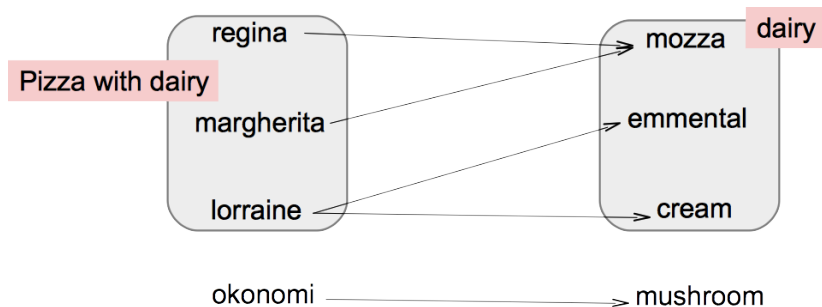 regina
mozza
dairy
Pizza with dairy
margherita
emmental
lorraine
cream
okonomi
mushroom